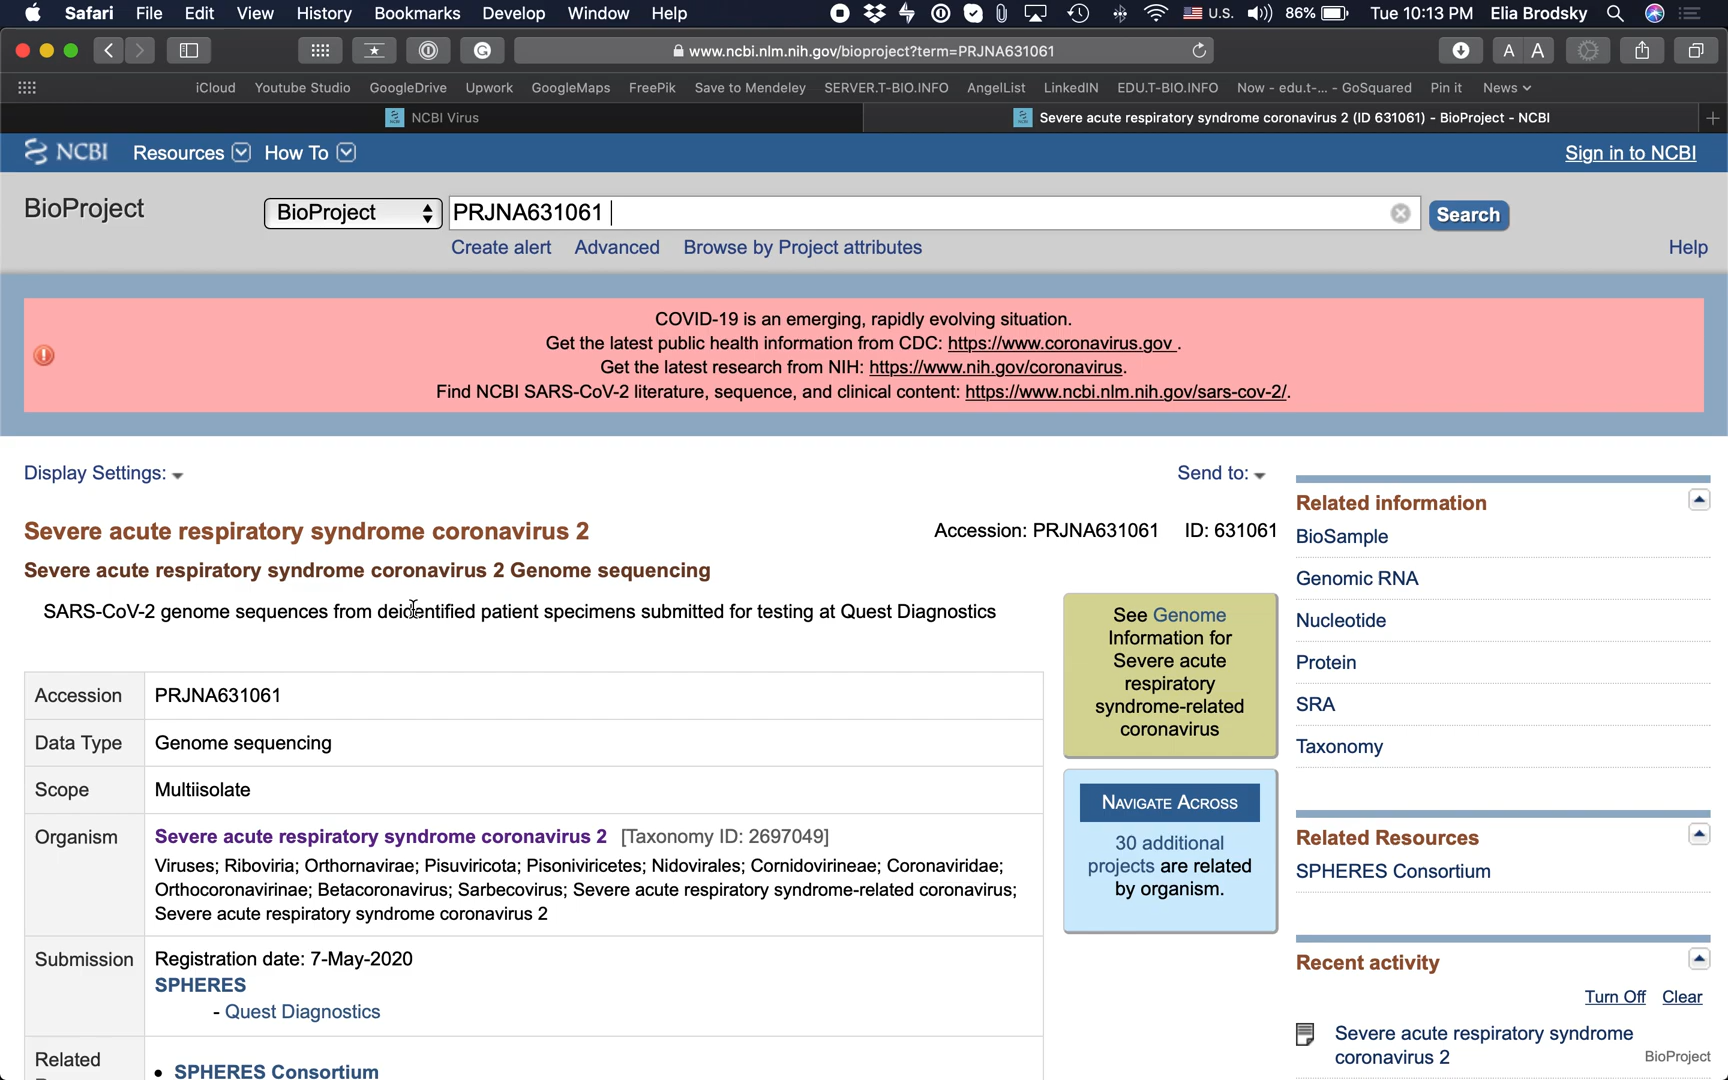 Safari File Edit View History Bookmarks Develop Window Help U.S. 86% Tue 10:13 PM Elia Brodsky
www.ncbi.nlm.nih.gov/bioproject?term=PRJNA631061 A A
iCloud Youtube Studio GoogleDrive Upwork GoogleMaps FreePik Save to Mendeley SERVER.T-BIO.INFO AngelList LinkedIN EDU.T-BIO.INFO Now - edu.t-... - GoSquared Pin it News
NCBI Virus Severe acute respiratory syndrome coronavirus 2 (ID 631061) - BioProject - NCBI
NCBI Resources How To Sign in to NCBI
BioProject BioProject PRJNA631061 Search
Create alert Advanced Browse by Project attributes Help
COVID-19 is an emerging, rapidly evolving situation.
Get the latest public health information from CDC: https://www.coronavirus.gov .
Get the latest research from NIH: https://www.nih.gov/coronavirus.
Find NCBI SARS-CoV-2 literature, sequence, and clinical content: https://www.ncbi.nlm.nih.gov/sars-cov-2/.
Display Settings: Send to:
Severe acute respiratory syndrome coronavirus 2 Accession: PRJNA631061 ID: 631061
Severe acute respiratory syndrome coronavirus 2 Genome sequencing
SARS-CoV-2 genome sequences from deidentified patient specimens submitted for testing at Quest Diagnostics
Accession PRJNA631061
Data Type Genome sequencing
Scope Multiisolate
Organism Severe acute respiratory syndrome coronavirus 2 [Taxonomy ID: 2697049]
Viruses; Riboviria; Orthornavirae; Pisuviricota; Pisoniviricetes; Nidovirales; Cornidovirineae; Coronaviridae;
Orthocoronavirinae; Betacoronavirus; Sarbecovirus; Severe acute respiratory syndrome-related coronavirus;
Severe acute respiratory syndrome coronavirus 2
Submission Registration date: 7-May-2020
SPHERES
- Quest Diagnostics
Related
• SPHERES Consortium
See Genome
Information for
Severe acute
respiratory
syndrome-related
coronavirus
NAVIGATE ACROSS
30 additional
projects are related
by organism.
Related information
BioSample
Genomic RNA
Nucleotide
Protein
SRA
Taxonomy
Related Resources
SPHERES Consortium
Recent activity
Turn Off Clear
Severe acute respiratory syndrome
coronavirus 2 BioProject